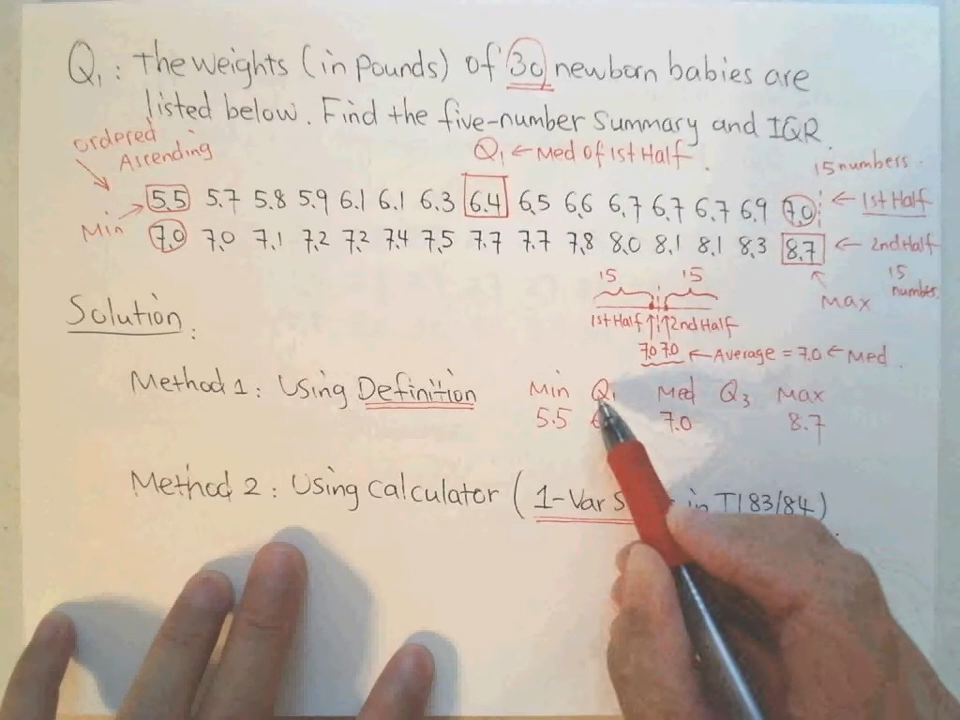 Q1: the weights (in pounds) of 30 newborn babies are
listed below. Find the five-number Summary and IQR.
ordered
Ascending
Q1 ← Med of 1st Half.
15 numbers.
5.5 5.7 5.8 5.9 6.1 6.1 6.3 6.4 6.5 6.6 6.7 6.7 6.7 6.9 7.0 ← 1st Half
Min
7.0 7.0 7.1 7.2 7.2 7.4 7.5 7.7 7.7 7.8 8.0 8.1 8.1 8.3 8.7 ← 2nd Half
15
number
Max
15 15
1st Half 2nd Half
7.0 7.0 ← Average = 7.0 ← Med.
Solution:
Method 1: Using Definition
Min Q1 Med Q3 Max
5.5 7.0 8.7
Method 2: Using Calculator (1-Var in TI 83/84)